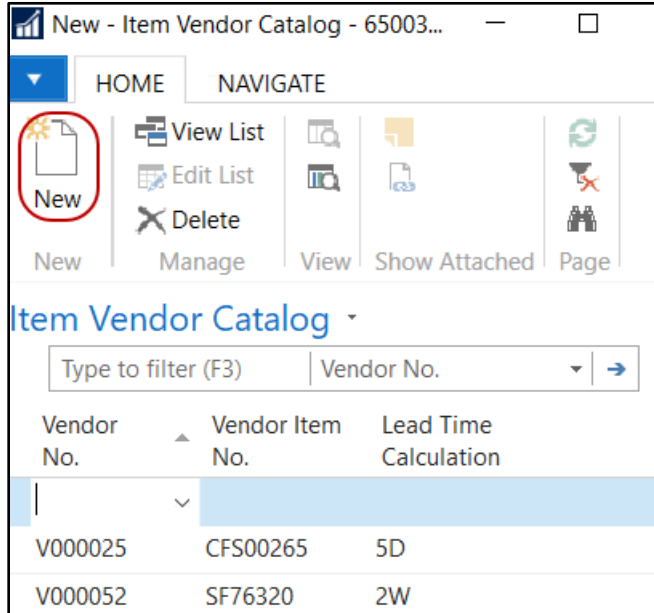 New - Item Vendor Catalog - 65003...
HOME NAVIGATE
New
View List
Edit List
Delete
New Manage View Show Attached Page
Item Vendor Catalog
Type to filter (F3) Vendor No.
Vendor No. Vendor Item No. Lead Time Calculation
V000025 CFS00265 5D
V000052 SF76320 2W